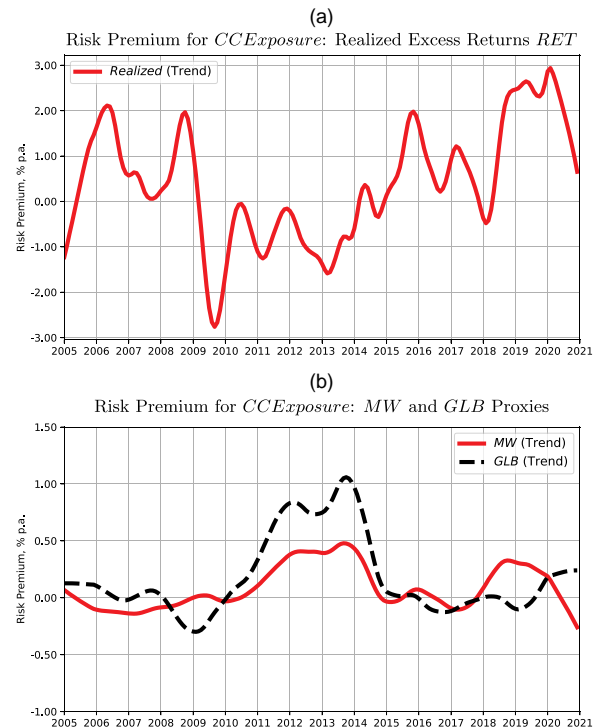 (a)
Risk Premium for CCExposure: Realized Excess Returns RET
Realized (Trend)
Risk Premium, % p.a.
3.00
2.00
1.00
0.00
-1.00
-2.00
-3.00
2005 2006 2007 2008 2009 2010 2011 2012 2013 2014 2015 2016 2017 2018 2019 2020 2021
(b)
Risk Premium for CCExposure: MW and GLB Proxies
MW (Trend)
GLB (Trend)
Risk Premium, % p.a.
1.50
1.00
0.50
0.00
-0.50
-1.00
2005 2006 2007 2008 2009 2010 2011 2012 2013 2014 2015 2016 2017 2018 2019 2020 2021